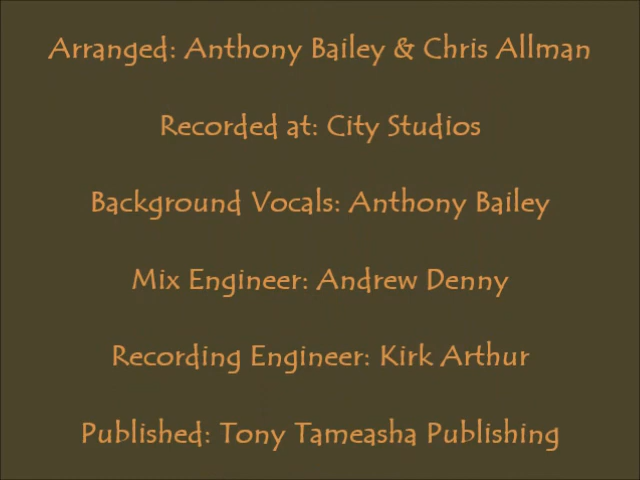 Arranged: Anthony Bailey & Chris Allman
Recorded at: City Studios
Background Vocals: Anthony Bailey
Mix Engineer: Andrew Denny
Recording Engineer: Kirk Arthur
Published: Tony Tameasha Publishing